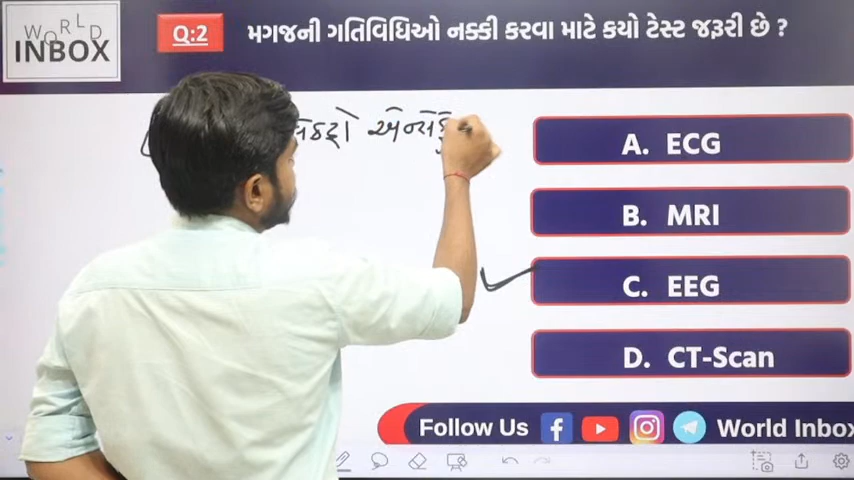 WORLD
INBOX
Q:2
મગજની ગતિવિધિઓ નક્કી કરવા માટે કયો ટેસ્ટ જરૂરી છે ?
A. ECG
B. MRI
C. EEG
D. CT-Scan
Follow Us
World Inbox